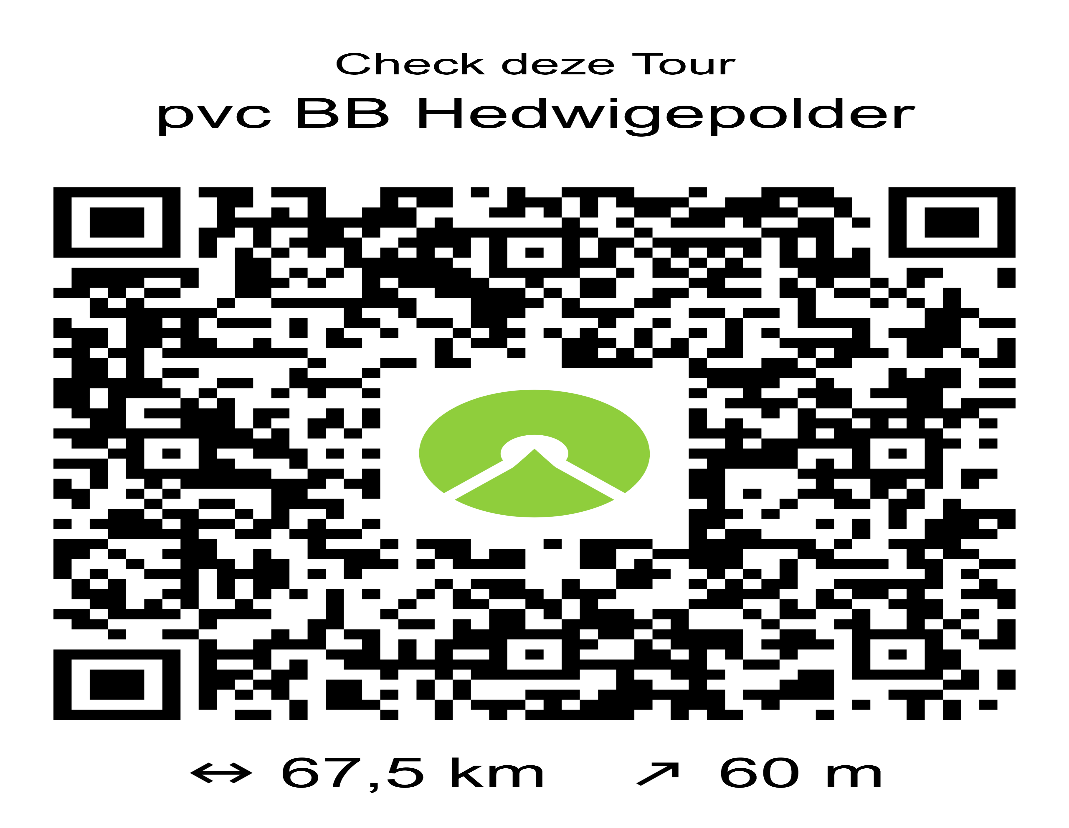 Check deze Tour
pvc BB Hedwigepolder
↔ 67,5 km ↗ 60 m